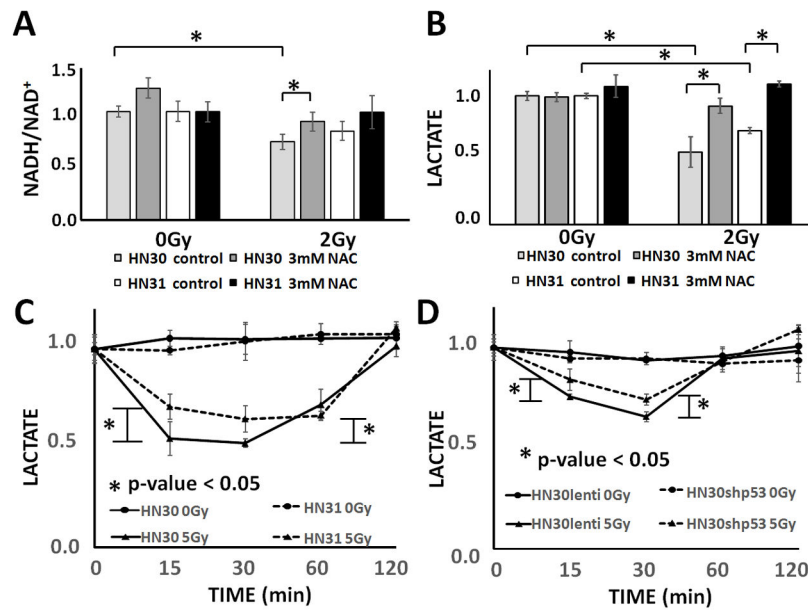 A
NADH/NAD+
1.5
1.0
0.5
0.0
*
*
0Gy
2Gy
HN30 control
HN30 3mM NAC
HN31 control
HN31 3mM NAC
B
LACTATE
1.0
0.5
0.0
*
*
*
*
0Gy
2Gy
HN30 control
HN30 3mM NAC
HN31 control
HN31 3mM NAC
C
LACTATE
1.0
0.5
0.0
*
*
* p-value < 0.05
HN30 0Gy
HN31 0Gy
HN30 5Gy
HN31 5Gy
0 15 30 60 120
TIME (min)
D
LACTATE
1.0
0.5
0.0
*
*
* p-value < 0.05
HN30lenti 0Gy
HN30shp53 0Gy
HN30lenti 5Gy
HN30shp53 5Gy
0 15 30 60 120
TIME (min)